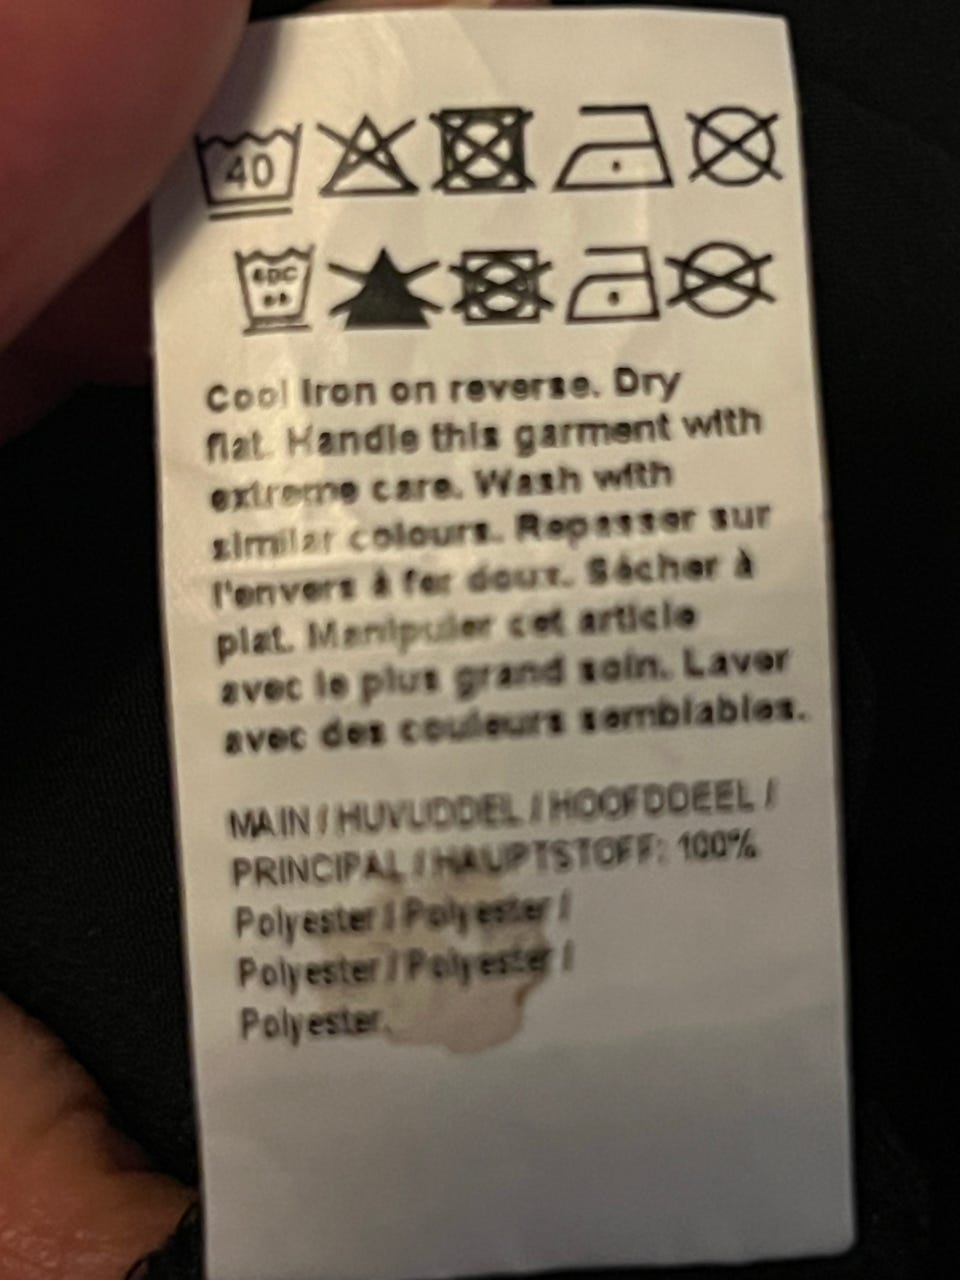 40
Cool Iron on reverse. Dry
flat. Handle this garment with
extreme care. Wash with
similar colours. Repasser sur
l'envers à fer doux. Sécher à
plat. Manipuler cet article
avec le plus grand soin. Laver
avec des couleurs semblables.
MAIN / HUVUDDEL / HOOFDDEEL /
PRINCIPAL / HAUPTSTOFF: 100%
Polyester / Polyester /
Polyester / Polyester /
Polyester.